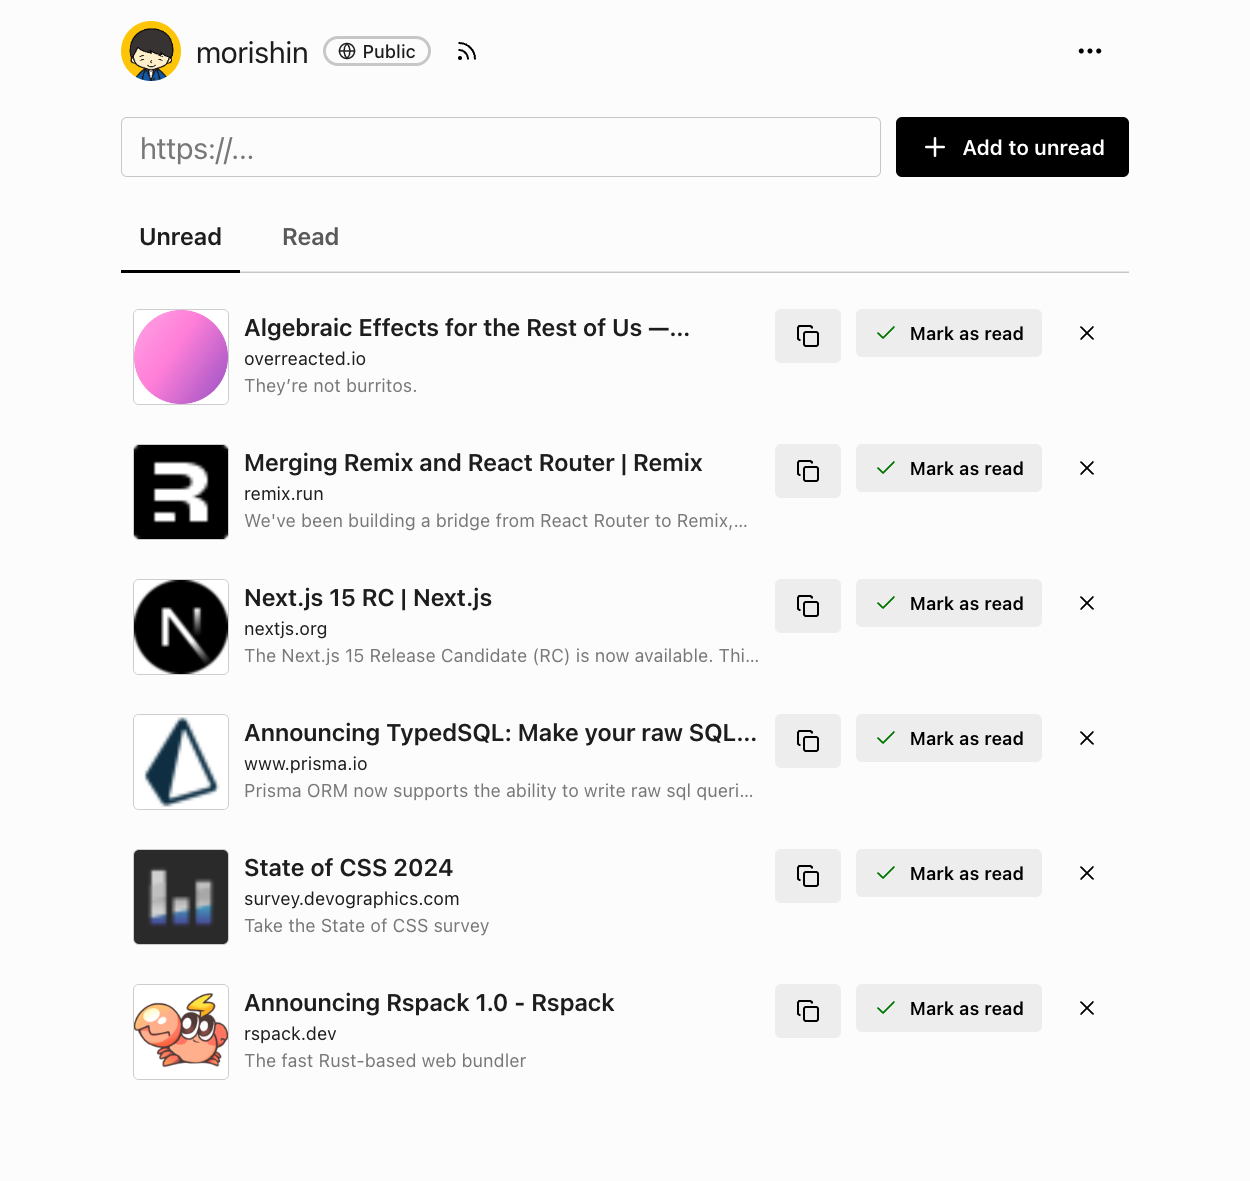 morishin
Public
https://...
Add to unread
Unread
Read
Algebraic Effects for the Rest of Us —...
overreacted.io
They’re not burritos.
Mark as read
Merging Remix and React Router | Remix
remix.run
We've been building a bridge from React Router to Remix,...
Mark as read
Next.js 15 RC | Next.js
nextjs.org
The Next.js 15 Release Candidate (RC) is now available. Thi...
Mark as read
Announcing TypedSQL: Make your raw SQL...
www.prisma.io
Prisma ORM now supports the ability to write raw sql queri...
Mark as read
State of CSS 2024
survey.devographics.com
Take the State of CSS survey
Mark as read
Announcing Rspack 1.0 - Rspack
rspack.dev
The fast Rust-based web bundler
Mark as read